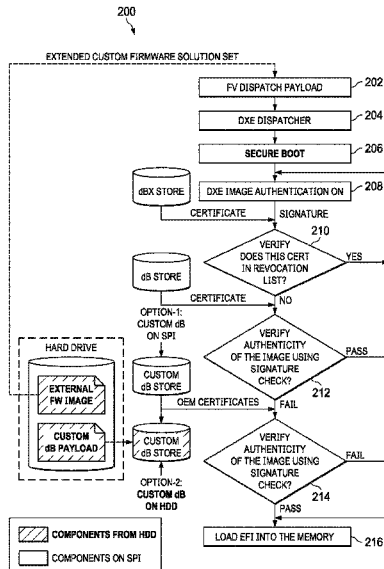 200
EXTENDED CUSTOM FIRMWARE SOLUTION SET
FV DISPATCH PAYLOAD
202
DXE DISPATCHER
204
SECURE BOOT
206
DXE IMAGE AUTHENTICATION ON
208
dBX STORE
CERTIFICATE
SIGNATURE
210
VERIFY
DOES THIS CERT
IN REVOCATION
LIST?
YES
NO
dB STORE
CERTIFICATE
OPTION-1:
CUSTOM dB
ON SPI
VERIFY
AUTHENTICITY
OF THE IMAGE USING
SIGNATURE
CHECK?
PASS
212
FAIL
HARD DRIVE
EXTERNAL
FW IMAGE
CUSTOM
dB PAYLOAD
CUSTOM
dB STORE
OEM CERTIFICATES
CUSTOM
dB STORE
OPTION-2:
CUSTOM dB
ON HDD
VERIFY
AUTHENTICITY
OF THE IMAGE USING
SIGNATURE
CHECK?
FAIL
214
PASS
LOAD EFI INTO THE MEMORY
216
COMPONENTS FROM HDD
COMPONENTS ON SPI